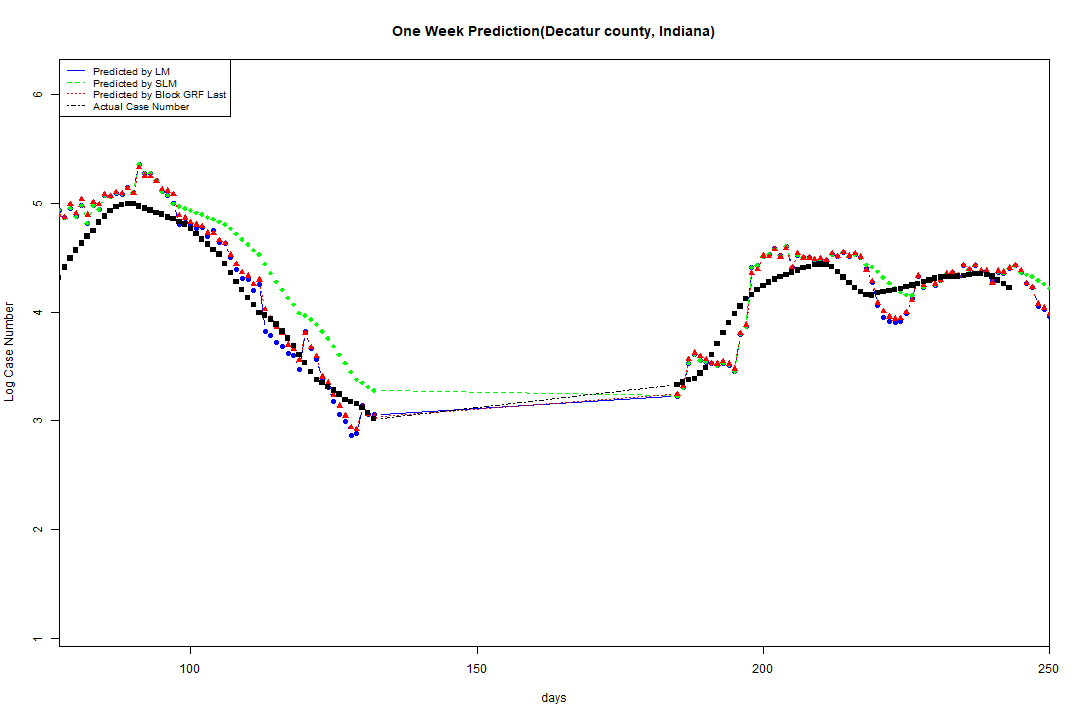 One Week Prediction(Decatur county, Indiana)
Predicted by LM
Predicted by SLM
Predicted by Block GRF Last
Actual Case Number
6
5
4
3
2
1
Log Case Number
100 150 200 250
days